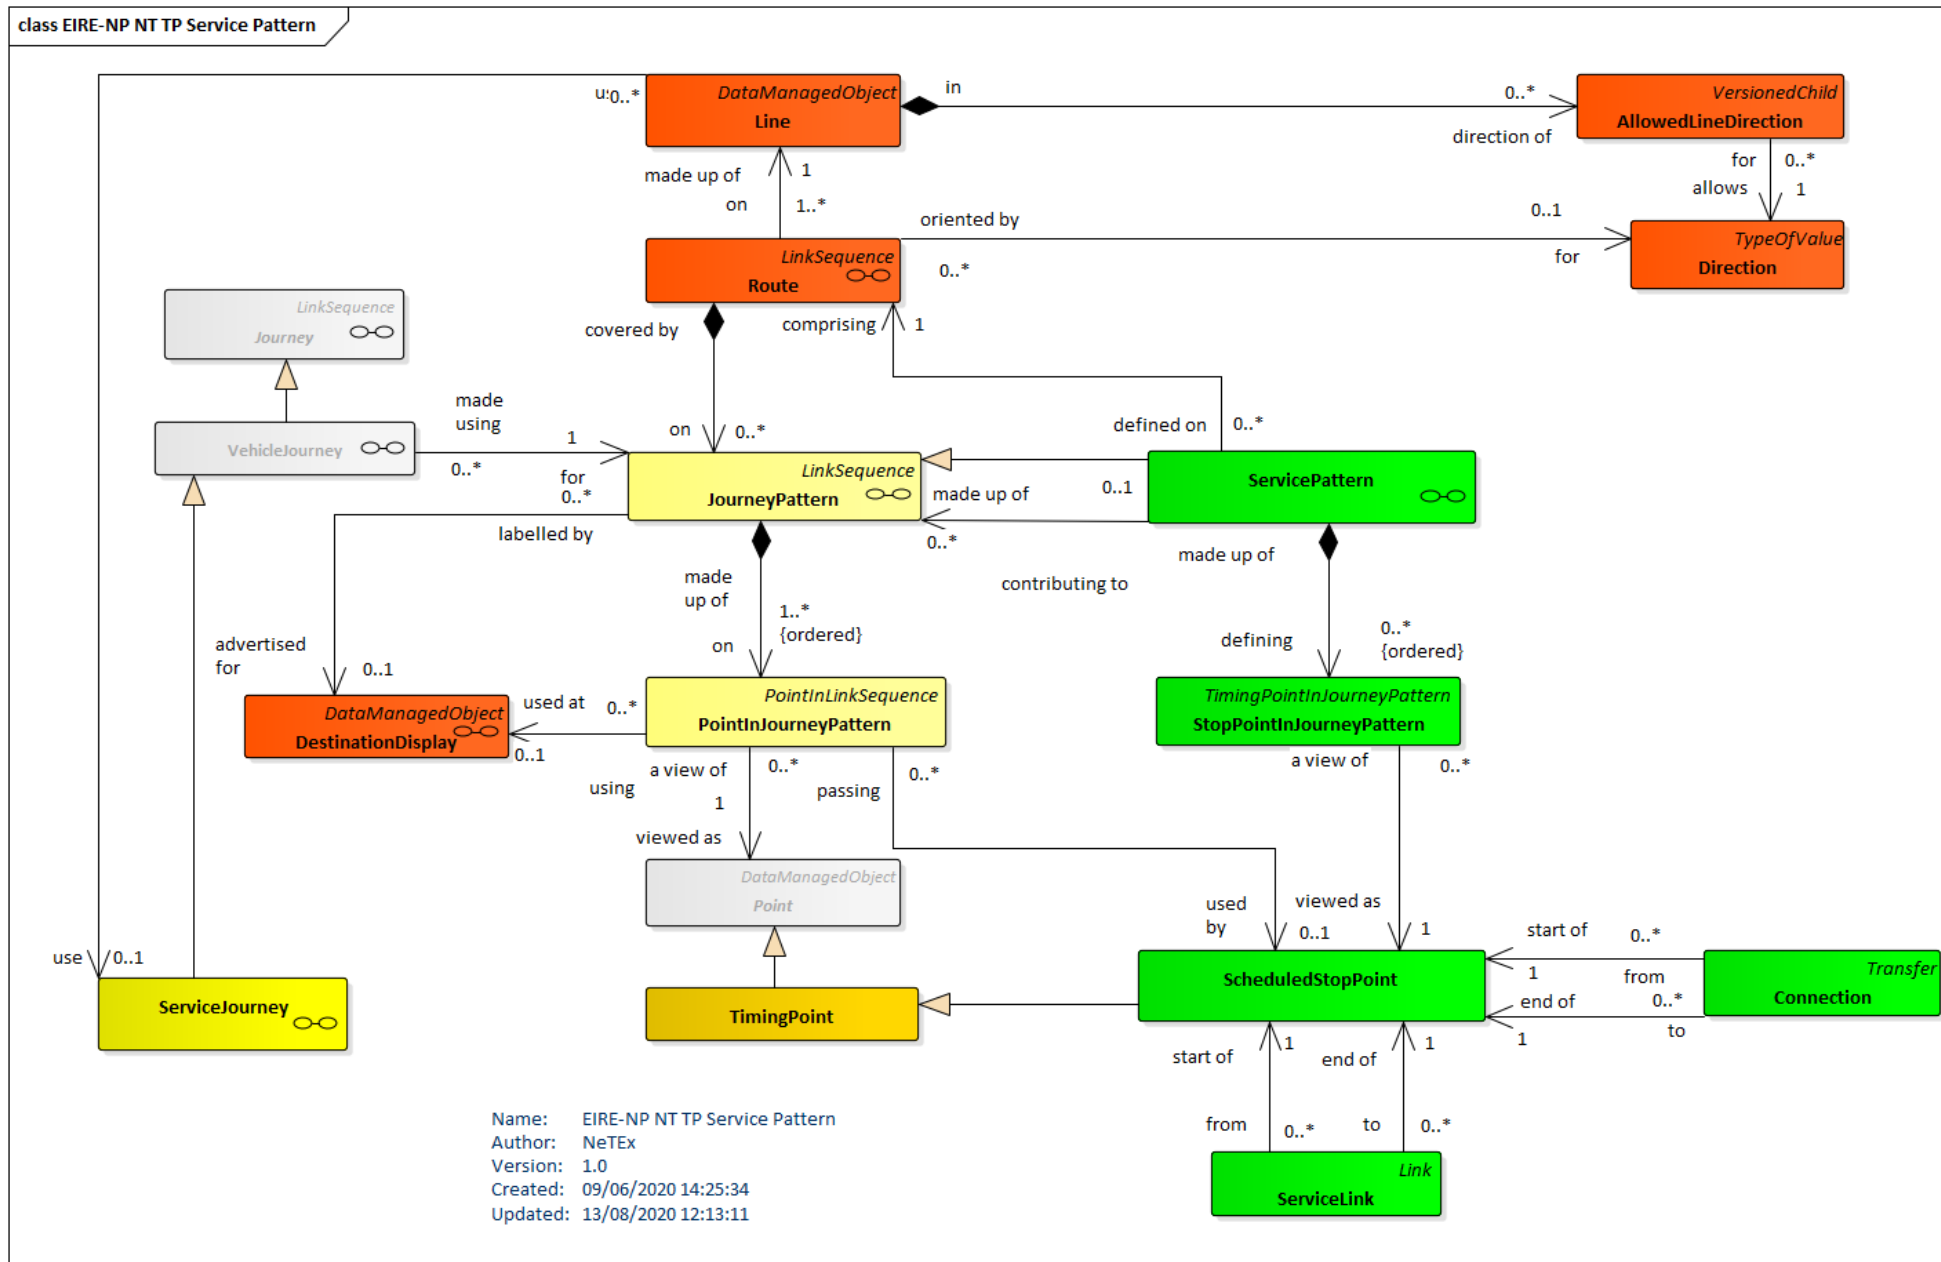 class EIRE-NP NT TP Service Pattern
DataManagedObject
Line
in
0..*
direction of
VersionedChild
AllowedLineDirection
0..*
made up of
1
on
1..*
for
0..*
allows
1
oriented by
0..1
0..*
for
TypeOfValue
Direction
LinkSequence
Route
covered by
comprising
1
LinkSequence
Journey
made
using
1
0..*
for
0..*
on
0..*
defined on
0..*
VehicleJourney
LinkSequence
JourneyPattern
made up of
0..1
0..*
contributing to
ServicePattern
labelled by
made
up of
1..*
{ordered}
on
made up of
defining
0..*
{ordered}
advertised
for
0..1
DataManagedObject
DestinationDisplay
used at
0..*
0..1
PointInLinkSequence
PointInJourneyPattern
TimingPointInJourneyPattern
StopPointInJourneyPattern
a view of
0..*
using
1
viewed as
passing
0..*
a view of
0..*
DataManagedObject
Point
used
by
0..1
viewed as
1
use
0..1
ServiceJourney
TimingPoint
ScheduledStopPoint
start of
0..*
1
from
end of
0..*
1
to
Transfer
Connection
start of
1
end of
1
from
0..*
to
0..*
Link
ServiceLink
Name: EIRE-NP NT TP Service Pattern
Author: NeTEx
Version: 1.0
Created: 09/06/2020 14:25:34
Updated: 13/08/2020 12:13:11